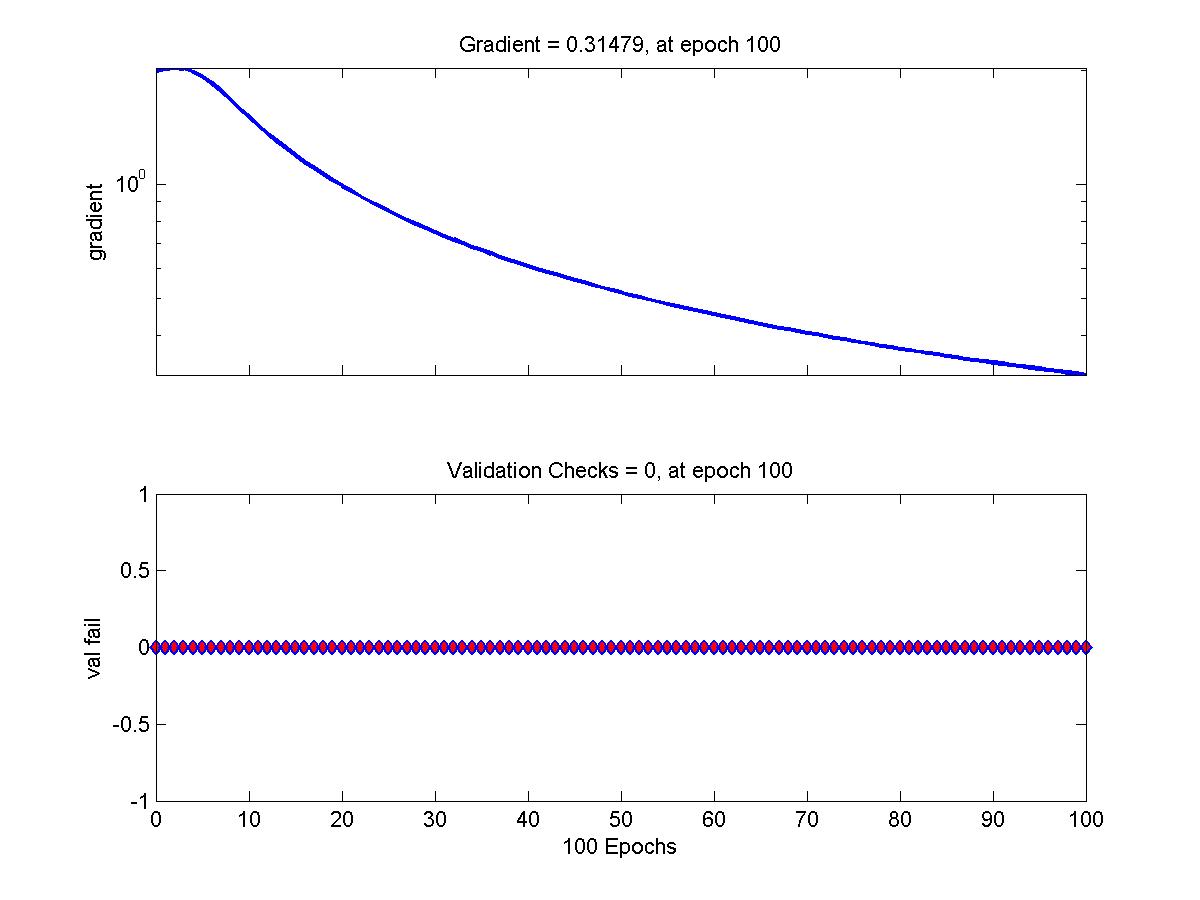 Gradient = 0.31479, at epoch 100
10^0
gradient
Validation Checks = 0, at epoch 100
1
0.5
0
-0.5
-1
val fail
0 10 20 30 40 50 60 70 80 90 100
100 Epochs